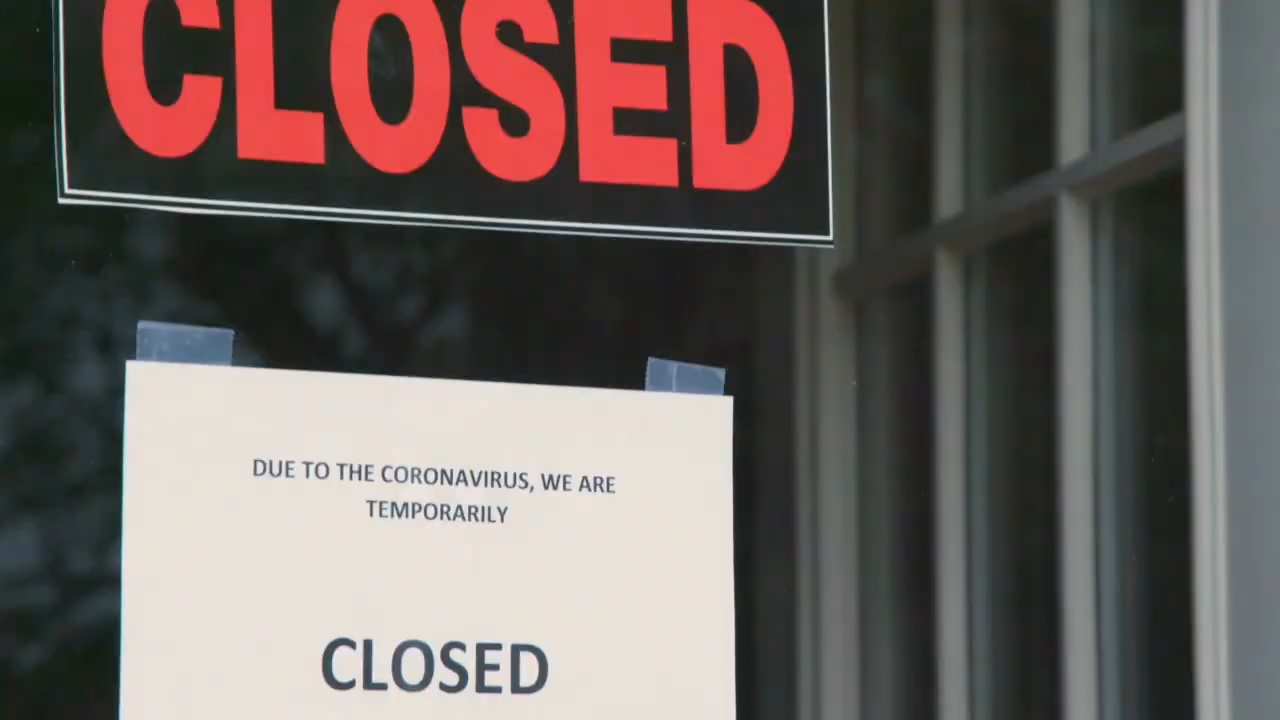 CLOSED
DUE TO THE CORONAVIRUS, WE ARE
TEMPORARILY
CLOSED